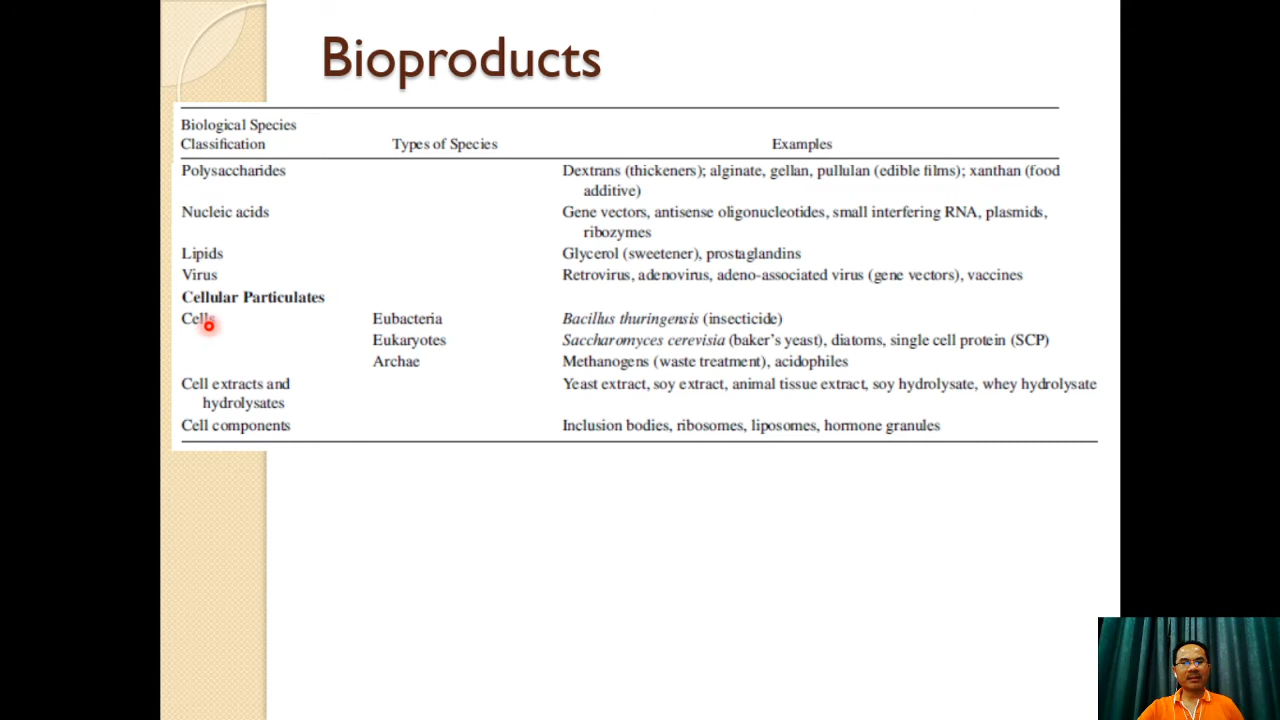 Bioproducts
Biological Species
Classification Types of Species Examples
Polysaccharides Dextrans (thickeners); alginate, gellan, pullulan (edible films); xanthan (food
additive)
Nucleic acids Gene vectors, antisense oligonucleotides, small interfering RNA, plasmids,
ribozymes
Lipids Glycerol (sweetener), prostaglandins
Virus Retrovirus, adenovirus, adeno-associated virus (gene vectors), vaccines
Cellular Particulates
Cells Eubacteria Bacillus thuringensis (insecticide)
Eukaryotes Saccharomyces cerevisia (baker's yeast), diatoms, single cell protein (SCP)
Archae Methanogens (waste treatment), acidophiles
Cell extracts and Yeast extract, soy extract, animal tissue extract, soy hydrolysate, whey hydrolysate
hydrolysates
Cell components Inclusion bodies, ribosomes, liposomes, hormone granules